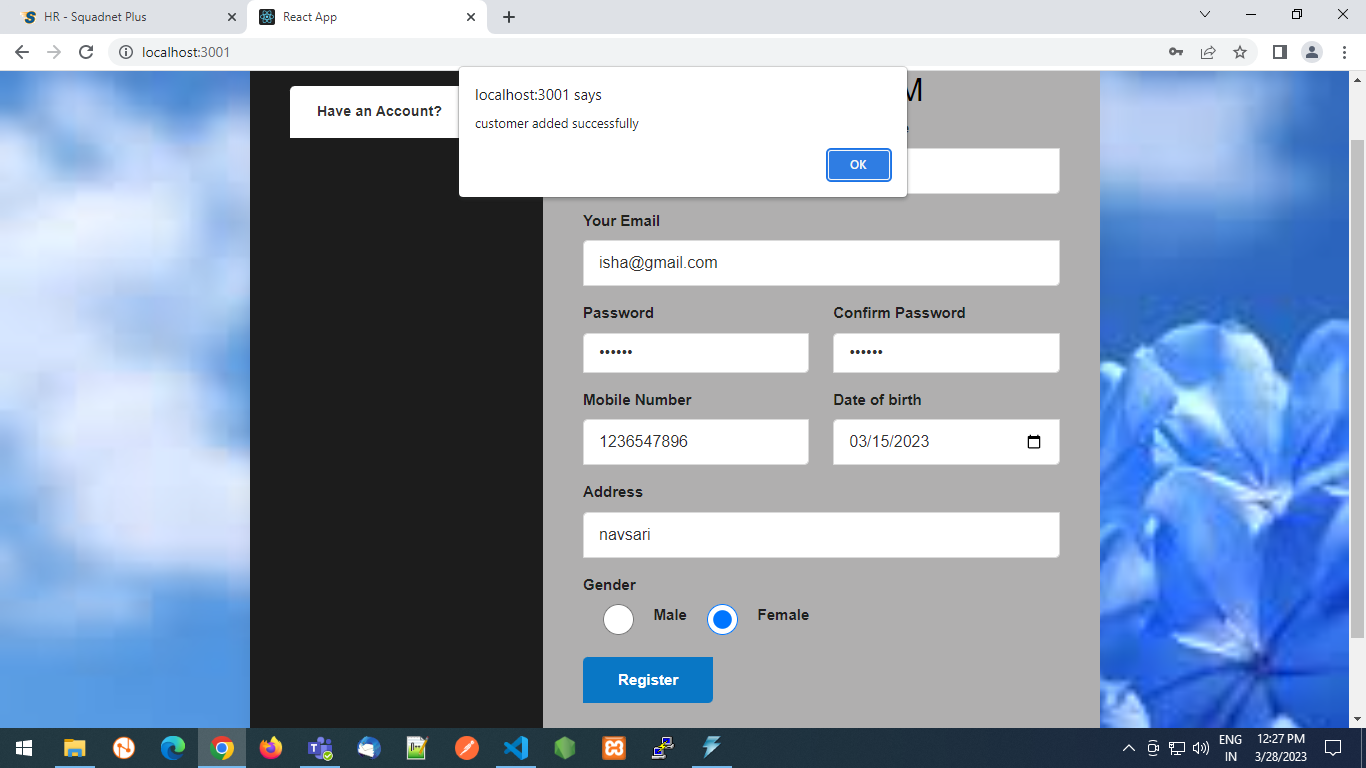 HR - Squadnet Plus
React App
localhost:3001
Have an Account?
localhost:3001 says
customer added successfully
OK
M
Your Email
isha@gmail.com
Password Confirm Password
•••••• ••••••
Mobile Number Date of birth
1236547896 03/15/2023
Address
navsari
Gender
Male Female
Register
ENG
IN
12:27 PM
3/28/2023